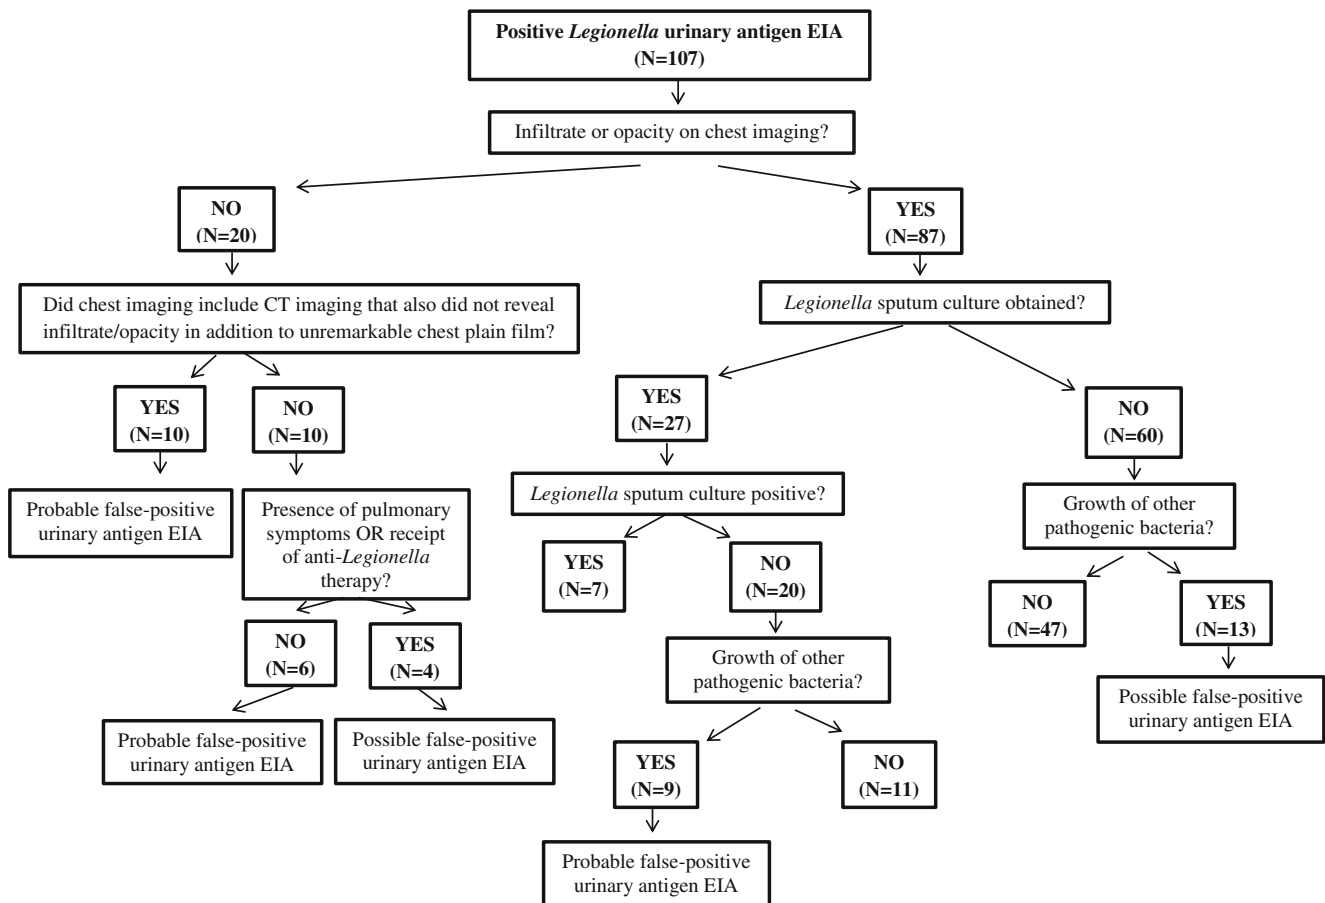 Positive Legionella urinary antigen EIA
(N=107)
Infiltrate or opacity on chest imaging?
NO
(N=20)
YES
(N=87)
Did chest imaging include CT imaging that also did not reveal
infiltrate/opacity in addition to unremarkable chest plain film?
Legionella sputum culture obtained?
YES
(N=10)
NO
(N=10)
YES
(N=27)
NO
(N=60)
Probable false-positive
urinary antigen EIA
Presence of pulmonary
symptoms OR receipt
of anti-Legionella
therapy?
Legionella sputum culture positive?
Growth of other
pathogenic bacteria?
YES
(N=7)
NO
(N=20)
NO
(N=47)
YES
(N=13)
NO
(N=6)
YES
(N=4)
Growth of other
pathogenic bacteria?
Possible false-positive
urinary antigen EIA
Probable false-positive
urinary antigen EIA
Possible false-positive
urinary antigen EIA
YES
(N=9)
NO
(N=11)
Probable false-positive
urinary antigen EIA